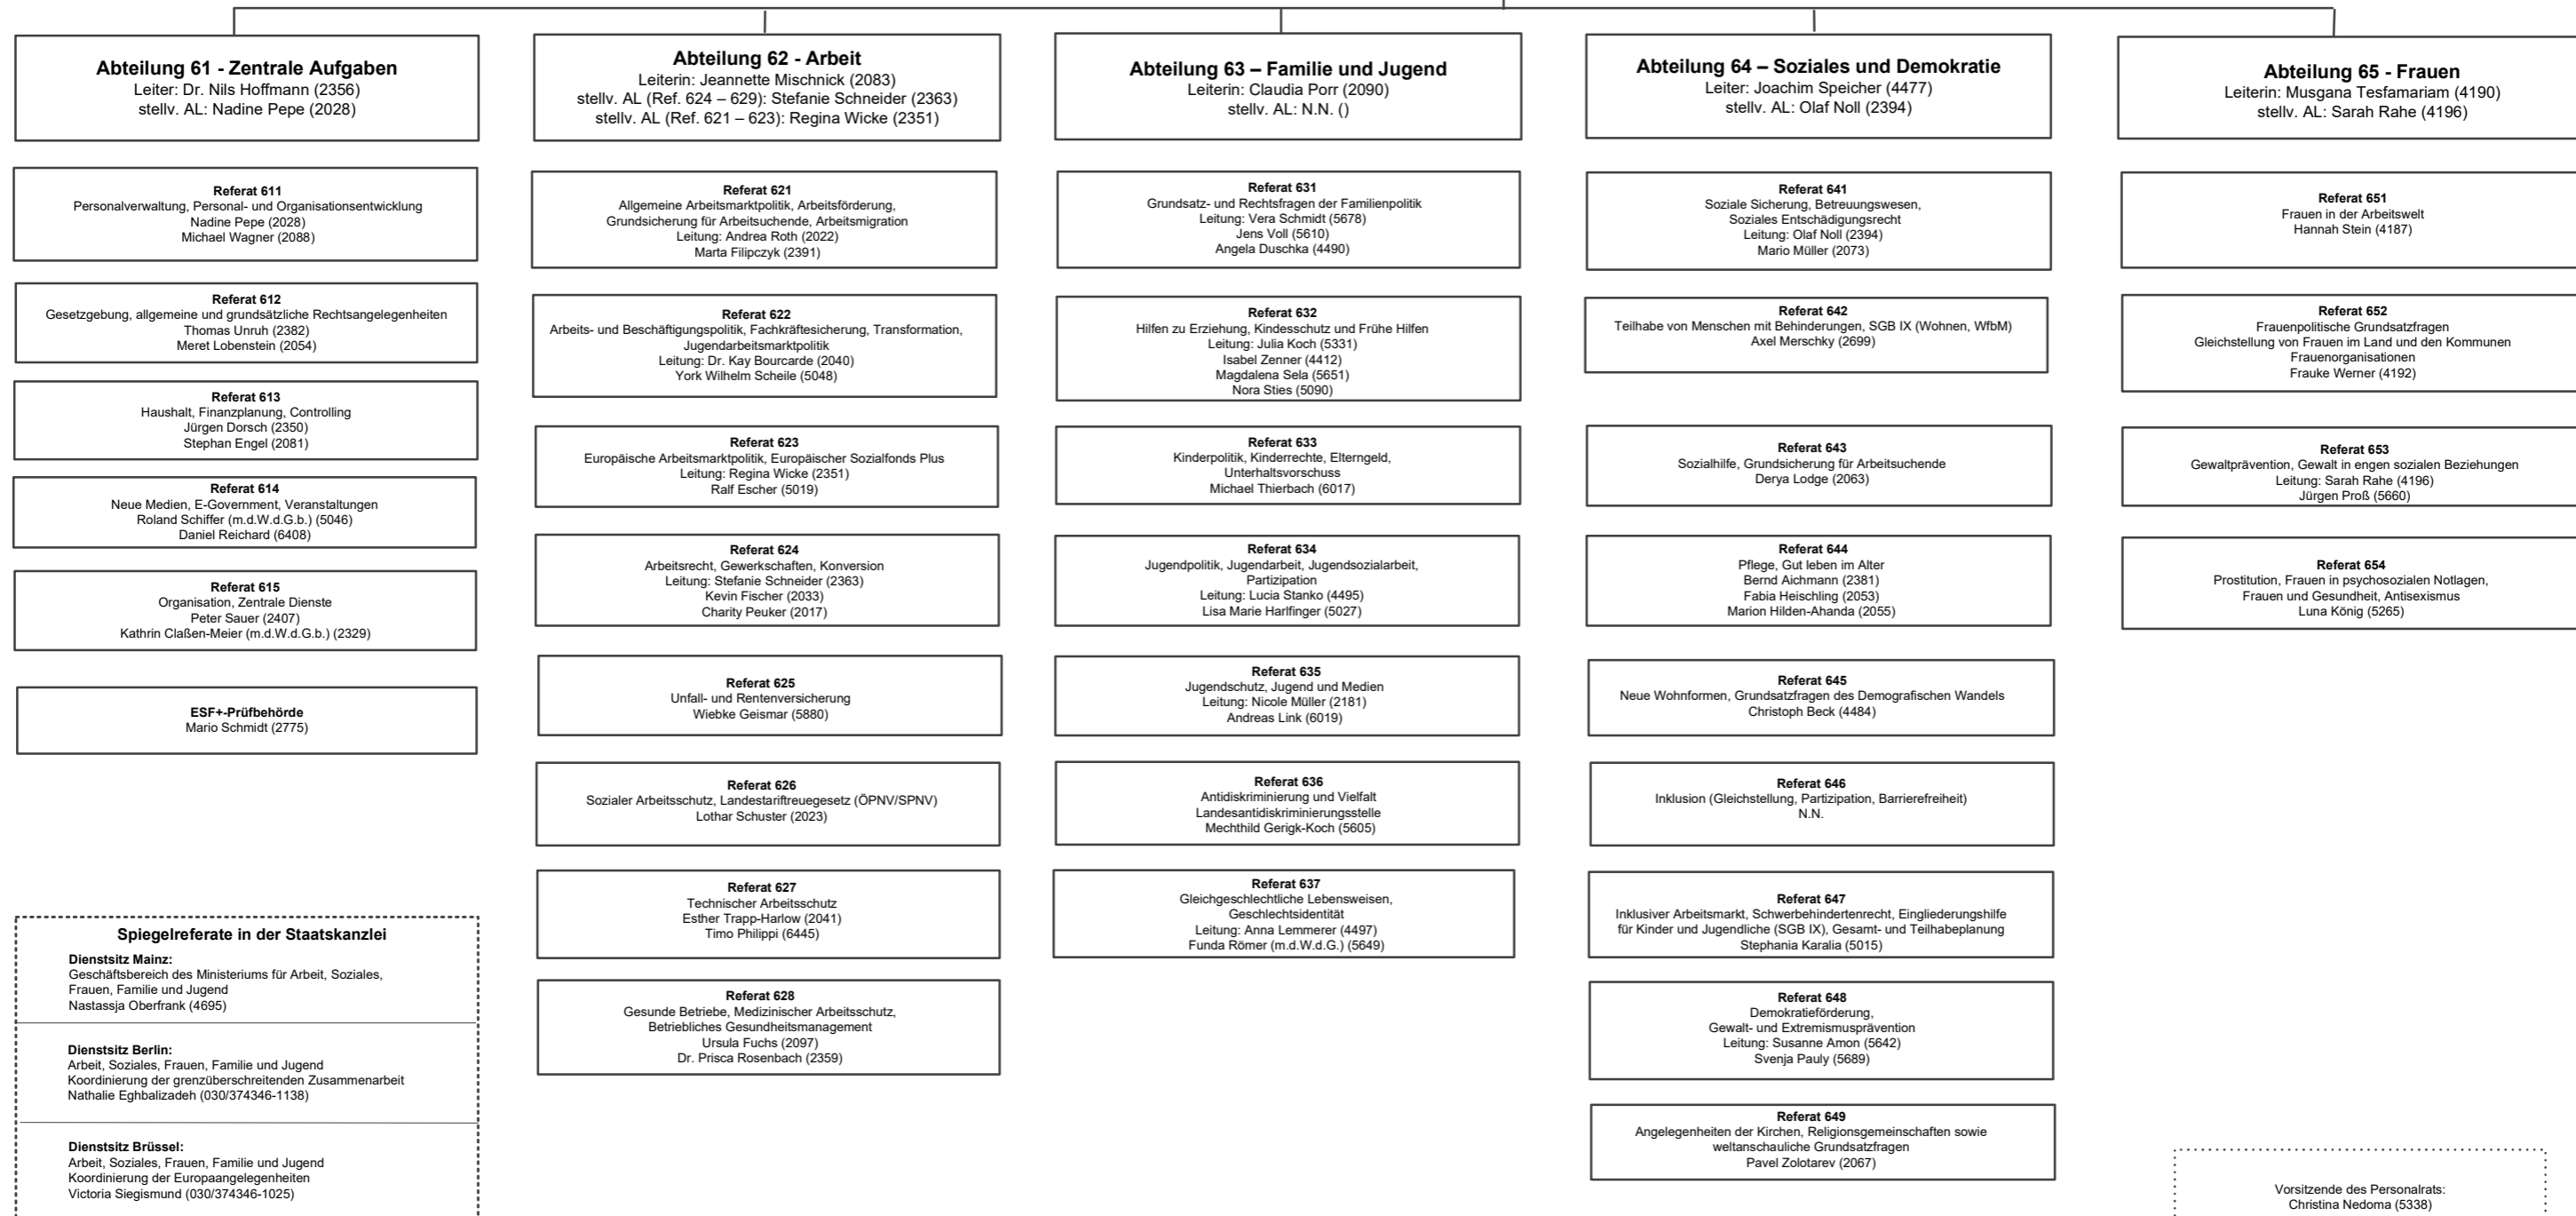 Abteilung 61 - Zentrale Aufgaben
Leiter: Dr. Nils Hoffmann (2356)
stellv. AL: Nadine Pepe (2028)
Referat 611
Personalverwaltung, Personal- und Organisationsentwicklung
Nadine Pepe (2028)
Michael Wagner (2088)
Referat 612
Gesetzgebung, allgemeine und grundsätzliche Rechtsangelegenheiten
Thomas Unruh (2382)
Meret Lobenstein (2054)
Referat 613
Haushalt, Finanzplanung, Controlling
Jürgen Dorsch (2350)
Stephan Engel (2081)
Referat 614
Neue Medien, E-Government, Veranstaltungen
Roland Schiffer (m.d.W.d.G.b.) (5046)
Daniel Reichard (6408)
Referat 615
Organisation, Zentrale Dienste
Peter Sauer (2407)
Kathrin Claßen-Meier (m.d.W.d.G.b.) (2329)
ESF+-Prüfbehörde
Mario Schmidt (2775)
Spiegelreferate in der Staatskanzlei
Dienstsitz Mainz:
Geschäftsbereich des Ministeriums für Arbeit, Soziales,
Frauen, Familie und Jugend
Nastassja Oberfrank (4695)
Dienstsitz Berlin:
Arbeit, Soziales, Frauen, Familie und Jugend
Koordinierung der grenzüberschreitenden Zusammenarbeit
Nathalie Eghbalizadeh (030/374346-1138)
Dienstsitz Brüssel:
Arbeit, Soziales, Frauen, Familie und Jugend
Koordinierung der Europaangelegenheiten
Victoria Siegismund (030/374346-1025)
Abteilung 62 - Arbeit
Leiterin: Jeannette Mischnick (2083)
stellv. AL (Ref. 624 – 629): Stefanie Schneider (2363)
stellv. AL (Ref. 621 – 623): Regina Wicke (2351)
Referat 621
Allgemeine Arbeitsmarktpolitik, Arbeitsförderung,
Grundsicherung für Arbeitsuchende, Arbeitsmigration
Leitung: Andrea Roth (2022)
Marta Filipczyk (2391)
Referat 622
Arbeits- und Beschäftigungspolitik, Fachkräftesicherung, Transformation,
Jugendarbeitsmarktpolitik
Leitung: Dr. Kay Bourcarde (2040)
York Wilhelm Scheile (5048)
Referat 623
Europäische Arbeitsmarktpolitik, Europäischer Sozialfonds Plus
Leitung: Regina Wicke (2351)
Ralf Escher (5019)
Referat 624
Arbeitsrecht, Gewerkschaften, Konversion
Leitung: Stefanie Schneider (2363)
Kevin Fischer (2033)
Charity Peuker (2017)
Referat 625
Unfall- und Rentenversicherung
Wiebke Geismar (5880)
Referat 626
Sozialer Arbeitsschutz, Landestariftreuegesetz (ÖPNV/SPNV)
Lothar Schuster (2023)
Referat 627
Technischer Arbeitsschutz
Esther Trapp-Harlow (2041)
Timo Philippi (6445)
Referat 628
Gesunde Betriebe, Medizinischer Arbeitsschutz,
Betriebliches Gesundheitsmanagement
Ursula Fuchs (2097)
Dr. Prisca Rosenbach (2359)
Abteilung 63 – Familie und Jugend
Leiterin: Claudia Porr (2090)
stellv. AL: N.N. ()
Referat 631
Grundsatz- und Rechtsfragen der Familienpolitik
Leitung: Vera Schmidt (5678)
Jens Voll (5610)
Angela Duschka (4490)
Referat 632
Hilfen zu Erziehung, Kindesschutz und Frühe Hilfen
Leitung: Julia Koch (5331)
Isabel Zenner (4412)
Magdalena Sela (5651)
Nora Sties (5090)
Referat 633
Kinderpolitik, Kinderrechte, Elterngeld,
Unterhaltsvorschuss
Michael Thierbach (6017)
Referat 634
Jugendpolitik, Jugendarbeit, Jugendsozialarbeit,
Partizipation
Leitung: Lucia Stanko (4495)
Lisa Marie Harlfinger (5027)
Referat 635
Jugendschutz, Jugend und Medien
Leitung: Nicole Müller (2181)
Andreas Link (6019)
Referat 636
Antidiskriminierung und Vielfalt
Landesantidiskriminierungsstelle
Mechthild Gerigk-Koch (5605)
Referat 637
Gleichgeschlechtliche Lebensweisen,
Geschlechtsidentität
Leitung: Anna Lemmerer (4497)
Funda Römer (m.d.W.d.G.) (5649)
Abteilung 64 – Soziales und Demokratie
Leiter: Joachim Speicher (4477)
stellv. AL: Olaf Noll (2394)
Referat 641
Soziale Sicherung, Betreuungswesen,
Soziales Entschädigungsrecht
Leitung: Olaf Noll (2394)
Mario Müller (2073)
Referat 642
Teilhabe von Menschen mit Behinderungen, SGB IX (Wohnen, WfbM)
Axel Merschky (2699)
Referat 643
Sozialhilfe, Grundsicherung für Arbeitsuchende
Derya Lodge (2063)
Referat 644
Pflege, Gut leben im Alter
Bernd Aichmann (2381)
Fabia Heischling (2053)
Marion Hilden-Ahanda (2055)
Referat 645
Neue Wohnformen, Grundsatzfragen des Demografischen Wandels
Christoph Beck (4484)
Referat 646
Inklusion (Gleichstellung, Partizipation, Barrierefreiheit)
N.N.
Referat 647
Inklusiver Arbeitsmarkt, Schwerbehindertenrecht, Eingliederungshilfe
für Kinder und Jugendliche (SGB IX), Gesamt- und Teilhabeplanung
Stephania Karalia (5015)
Referat 648
Demokratieförderung,
Gewalt- und Extremismusprävention
Leitung: Susanne Amon (5642)
Svenja Pauly (5689)
Referat 649
Angelegenheiten der Kirchen, Religionsgemeinschaften sowie
weltanschauliche Grundsatzfragen
Pavel Zolotarev (2067)
Abteilung 65 - Frauen
Leiterin: Musgana Tesfamariam (4190)
stellv. AL: Sarah Rahe (4196)
Referat 651
Frauen in der Arbeitswelt
Hannah Stein (4187)
Referat 652
Frauenpolitische Grundsatzfragen
Gleichstellung von Frauen im Land und den Kommunen
Frauenorganisationen
Frauke Werner (4192)
Referat 653
Gewaltprävention, Gewalt in engen sozialen Beziehungen
Leitung: Sarah Rahe (4196)
Jürgen Proß (5660)
Referat 654
Prostitution, Frauen in psychosozialen Notlagen,
Frauen und Gesundheit, Antisexismus
Luna König (5265)
Vorsitzende des Personalrats:
Christina Nedoma (5338)